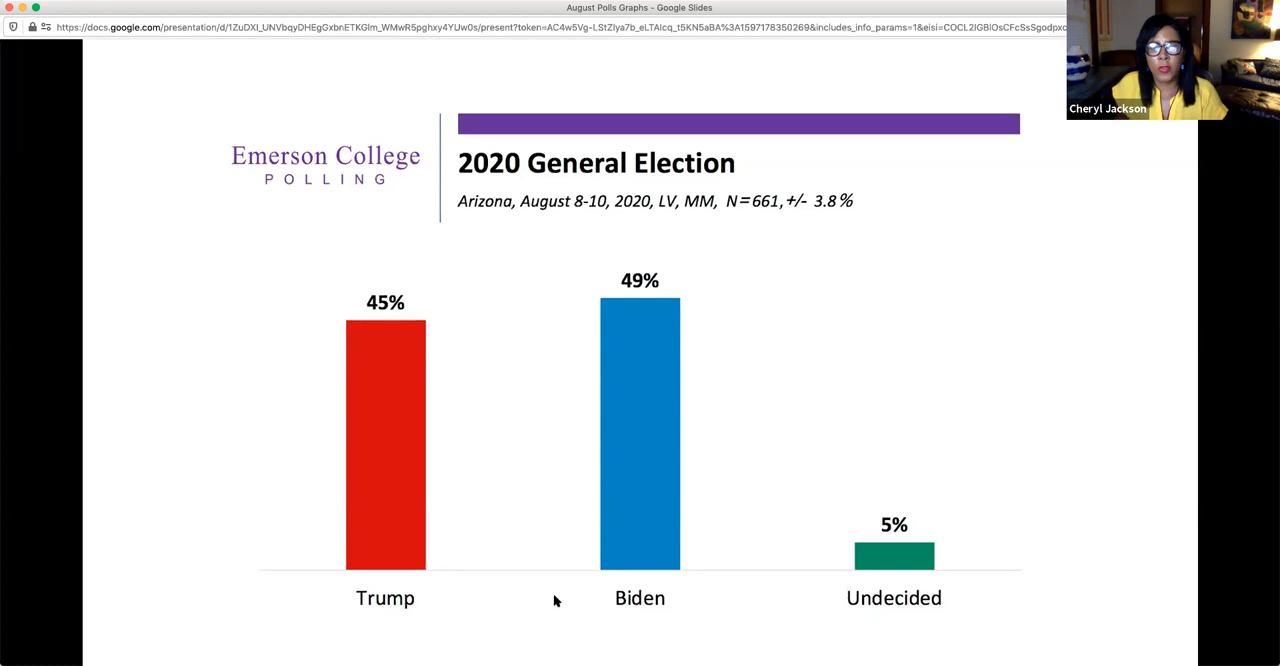 August Polls Graphs - Google Slides
Cheryl Jackson
Emerson College
POLLING
2020 General Election
Arizona, August 8-10, 2020, LV, MM, N=661, +/- 3.8%
45%
49%
5%
Trump
Biden
Undecided